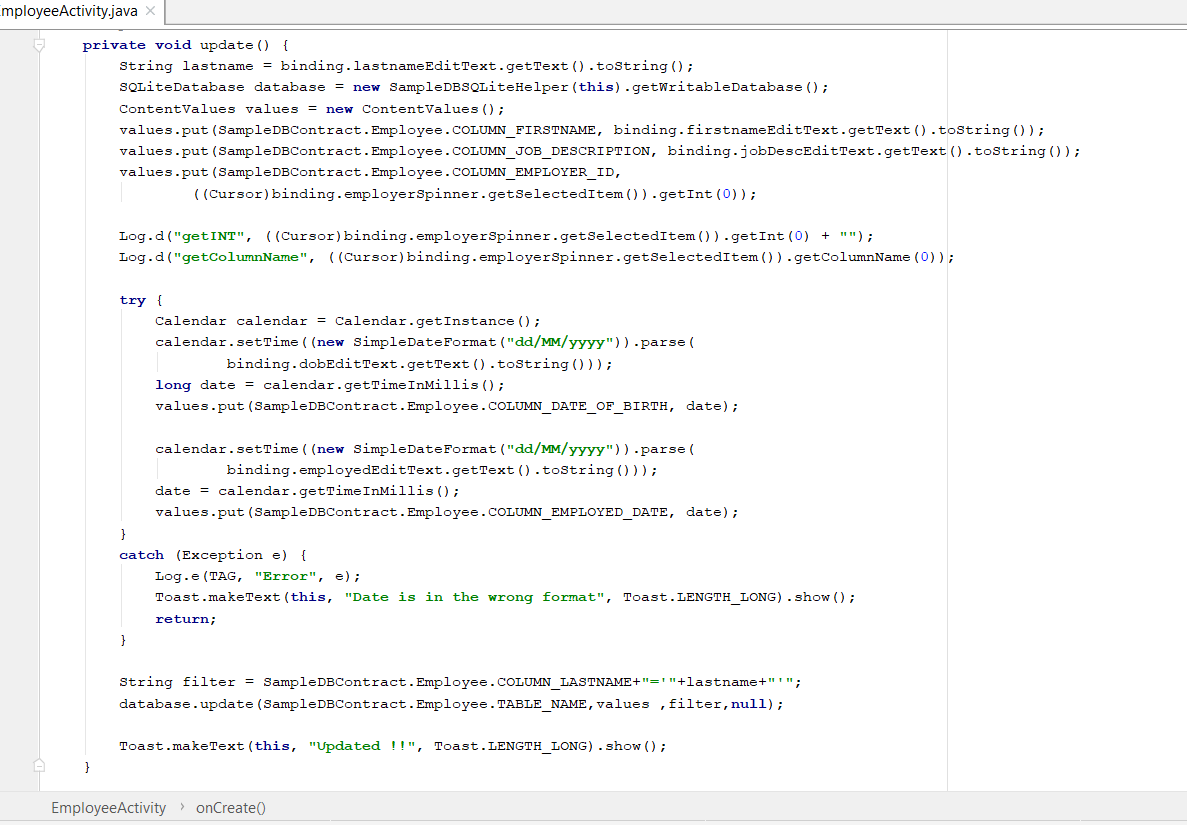 EmployeeActivity.java ×
private void update() {
String lastname = binding.lastnameEditText.getText().toString();
SQLiteDatabase database = new SampleDBSQLiteHelper(this).getWritableDatabase();
ContentValues values = new ContentValues();
values.put(SampleDBContract.Employee.COLUMN_FIRSTNAME, binding.firstnameEditText.getText().toString());
values.put(SampleDBContract.Employee.COLUMN_JOB_DESCRIPTION, binding.jobDescEditText.getText().toString());
values.put(SampleDBContract.Employee.COLUMN_EMPLOYER_ID,
((Cursor)binding.employerSpinner.getSelectedItem()).getInt(0));
Log.d("getINT", ((Cursor)binding.employerSpinner.getSelectedItem()).getInt(0) + "");
Log.d("getColumnName", ((Cursor)binding.employerSpinner.getSelectedItem()).getColumnName(0));
try {
Calendar calendar = Calendar.getInstance();
calendar.setTime((new SimpleDateFormat("dd/MM/yyyy")).parse(
binding.dobEditText.getText().toString()));
long date = calendar.getTimeInMillis();
values.put(SampleDBContract.Employee.COLUMN_DATE_OF_BIRTH, date);
calendar.setTime((new SimpleDateFormat("dd/MM/yyyy")).parse(
binding.employedEditText.getText().toString()));
date = calendar.getTimeInMillis();
values.put(SampleDBContract.Employee.COLUMN_EMPLOYED_DATE, date);
}
catch (Exception e) {
Log.e(TAG, "Error", e);
Toast.makeText(this, "Date is in the wrong format", Toast.LENGTH_LONG).show();
return;
}
String filter = SampleDBContract.Employee.COLUMN_LASTNAME+"='"+lastname+"'";
database.update(SampleDBContract.Employee.TABLE_NAME,values ,filter,null);
Toast.makeText(this, "Updated !!", Toast.LENGTH_LONG).show();
}
EmployeeActivity › onCreate()